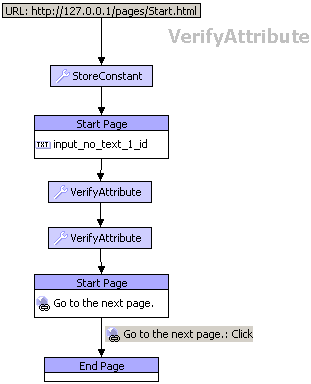 URL: http://127.0.0.1/pages/Start.html
VerifyAttribute
StoreConstant
Start Page
TXT input_no_text_1_id
VerifyAttribute
VerifyAttribute
Start Page
Go to the next page.
Go to the next page.: Click
End Page